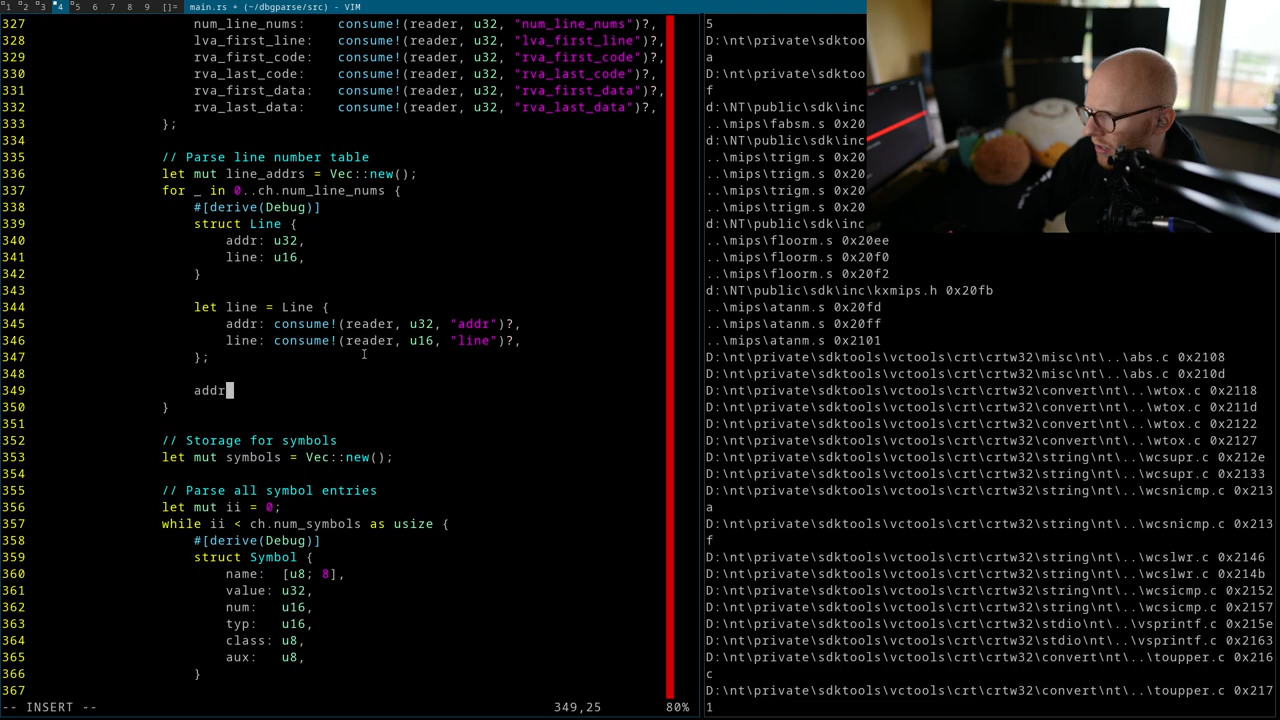 1 2 3 4 5 6 7 8 9 []= main.rs + (~/dbgparse/src) - VIM
327 num_line_nums: consume!(reader, u32, "num_line_nums")?,
328 lva_first_line: consume!(reader, u32, "lva_first_line")?,
329 rva_first_code: consume!(reader, u32, "rva_first_code")?,
330 rva_last_code: consume!(reader, u32, "rva_last_code")?,
331 rva_first_data: consume!(reader, u32, "rva_first_data")?,
332 rva_last_data: consume!(reader, u32, "rva_last_data")?,
333 };
334
335 // Parse line number table
336 let mut line_addrs = Vec::new();
337 for _ in 0..ch.num_line_nums {
338 #[derive(Debug)]
339 struct Line {
340 addr: u32,
341 line: u16,
342 }
343
344 let line = Line {
345 addr: consume!(reader, u32, "addr")?,
346 line: consume!(reader, u16, "line")?,
347 };
348
349 addr
350 }
351
352 // Storage for symbols
353 let mut symbols = Vec::new();
354
355 // Parse all symbol entries
356 let mut ii = 0;
357 while ii < ch.num_symbols as usize {
358 #[derive(Debug)]
359 struct Symbol {
360 name: [u8; 8],
361 value: u32,
362 num: u16,
363 typ: u16,
364 class: u8,
365 aux: u8,
366 }
367
-- INSERT -- 349,25 80%
5
D:\nt\private\sdktoo
a
D:\nt\private\sdktoo
f
d:\NT\public\sdk\inc
..\mips\fabsm.s 0x20
d:\NT\public\sdk\inc
..\mips\trigm.s 0x20
..\mips\trigm.s 0x20
..\mips\trigm.s 0x20
..\mips\trigm.s 0x20
d:\NT\public\sdk\inc
..\mips\floorm.s 0x20ee
..\mips\floorm.s 0x20f0
..\mips\floorm.s 0x20f2
d:\NT\public\sdk\inc\kxmips.h 0x20fb
..\mips\atanm.s 0x20fd
..\mips\atanm.s 0x20ff
..\mips\atanm.s 0x2101
D:\nt\private\sdktools\vctools\crt\crtw32\misc\nt\..\abs.c 0x2108
D:\nt\private\sdktools\vctools\crt\crtw32\misc\nt\..\abs.c 0x210d
D:\nt\private\sdktools\vctools\crt\crtw32\convert\nt\..\wtox.c 0x2118
D:\nt\private\sdktools\vctools\crt\crtw32\convert\nt\..\wtox.c 0x211d
D:\nt\private\sdktools\vctools\crt\crtw32\convert\nt\..\wtox.c 0x2122
D:\nt\private\sdktools\vctools\crt\crtw32\convert\nt\..\wtox.c 0x2127
D:\nt\private\sdktools\vctools\crt\crtw32\string\nt\..\wcsupr.c 0x212e
D:\nt\private\sdktools\vctools\crt\crtw32\string\nt\..\wcsupr.c 0x2133
D:\nt\private\sdktools\vctools\crt\crtw32\string\nt\..\wcsnicmp.c 0x213
a
D:\nt\private\sdktools\vctools\crt\crtw32\string\nt\..\wcsnicmp.c 0x213
f
D:\nt\private\sdktools\vctools\crt\crtw32\string\nt\..\wcslwr.c 0x2146
D:\nt\private\sdktools\vctools\crt\crtw32\string\nt\..\wcslwr.c 0x214b
D:\nt\private\sdktools\vctools\crt\crtw32\string\nt\..\wcsicmp.c 0x2152
D:\nt\private\sdktools\vctools\crt\crtw32\string\nt\..\wcsicmp.c 0x2157
D:\nt\private\sdktools\vctools\crt\crtw32\stdio\nt\..\vsprintf.c 0x215e
D:\nt\private\sdktools\vctools\crt\crtw32\stdio\nt\..\vsprintf.c 0x2163
D:\nt\private\sdktools\vctools\crt\crtw32\convert\nt\..\toupper.c 0x216
c
D:\nt\private\sdktools\vctools\crt\crtw32\convert\nt\..\toupper.c 0x217
1